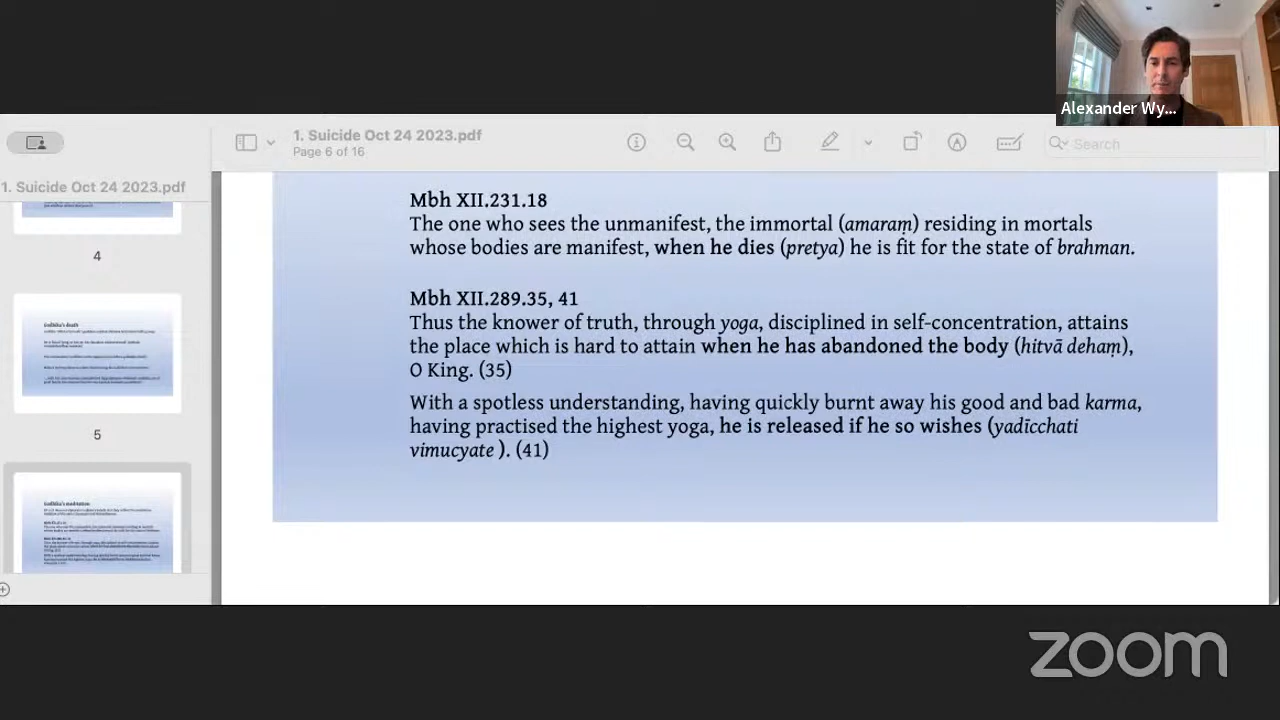 Alexander Wy...
1. Suicide Oct 24 2023.pdf
Page 6 of 16
Search
1. Suicide Oct 24 2023.pdf
4
Godhika's death
5
Godhika's meditation
Mbh XII.231.18
The one who sees the unmanifest, the immortal (amaraṃ) residing in mortals
whose bodies are manifest, when he dies (pretya) he is fit for the state of brahman.
Mbh XII.289.35, 41
Thus the knower of truth, through yoga, disciplined in self-concentration, attains
the place which is hard to attain when he has abandoned the body (hitvā dehaṃ),
O King. (35)
With a spotless understanding, having quickly burnt away his good and bad karma,
having practised the highest yoga, he is released if he so wishes (yadīcchati
vimucyate ). (41)
zoom